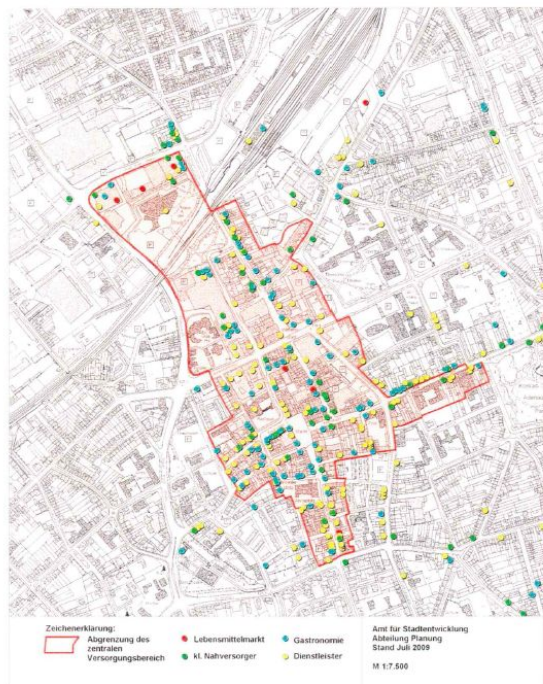 Zeichenerklärung:
Abgrenzung des
zentralen
Versorgungsbereich
Lebensmittelmarkt
kl. Nahversorger
Gastronomie
Dienstleister
Amt für Stadtentwicklung
Abteilung Planung
Stand Juli 2009
M 1:7.500